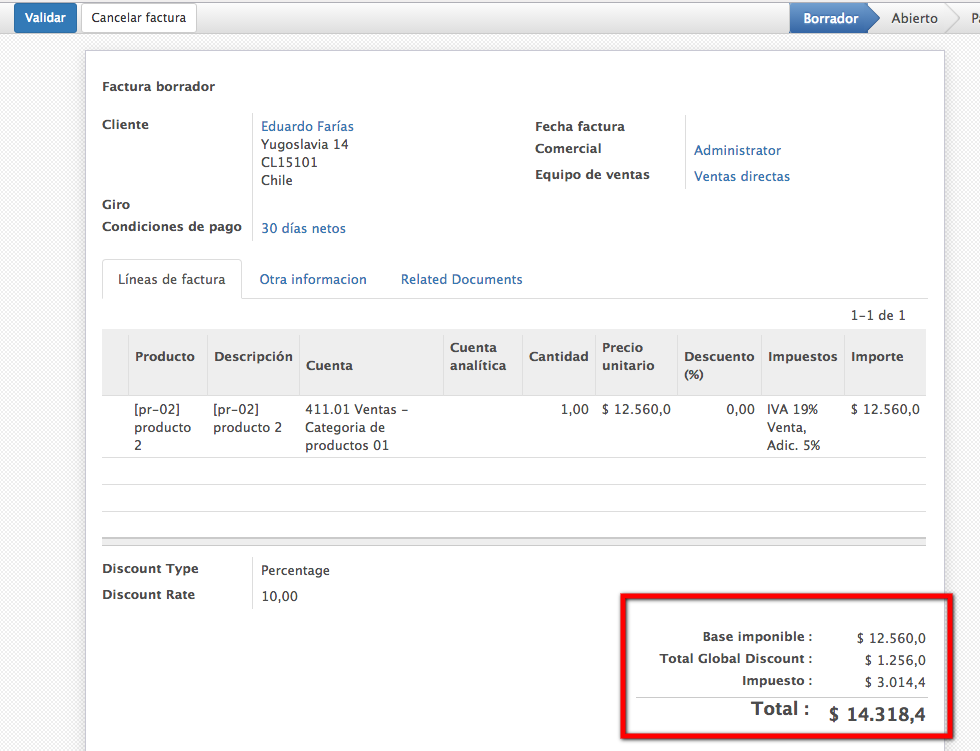 Validar Cancelar factura Borrador Abierto
Factura borrador
Cliente
Eduardo Farías
Yugoslavia 14
CL15101
Chile
Giro
Condiciones de pago 30 días netos
Fecha factura
Comercial Administrator
Equipo de ventas Ventas directas
Líneas de factura Otra informacion Related Documents
1-1 de 1
Producto Descripción Cuenta Cuenta analítica Cantidad Precio unitario Descuento (%) Impuestos Importe
[pr-02] producto 2 [pr-02] producto 2 411.01 Ventas - Categoria de productos 01 1,00 $ 12.560,0 0,00 IVA 19% Venta, Adic. 5% $ 12.560,0
Discount Type Percentage
Discount Rate 10,00
Base imponible : $ 12.560,0
Total Global Discount : $ 1.256,0
Impuesto : $ 3.014,4
Total : $ 14.318,4